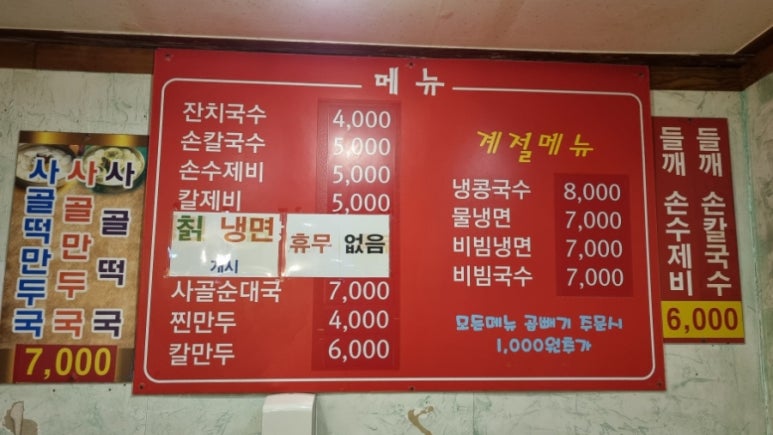 메뉴
잔치국수 4,000
손칼국수 5,000
손수제비 5,000
칼제비 5,000
칡 냉면
개시
휴무 없음
사골순대국 7,000
찐만두 4,000
칼만두 6,000
계절메뉴
냉콩국수 8,000
물냉면 7,000
비빔냉면 7,000
비빔국수 7,000
모든메뉴 곱빼기 주문시
1,000원추가
사골떡만두국
사골만두국
사골떡국
7,000
들깨 손수제비
들깨 손칼국수
6,000